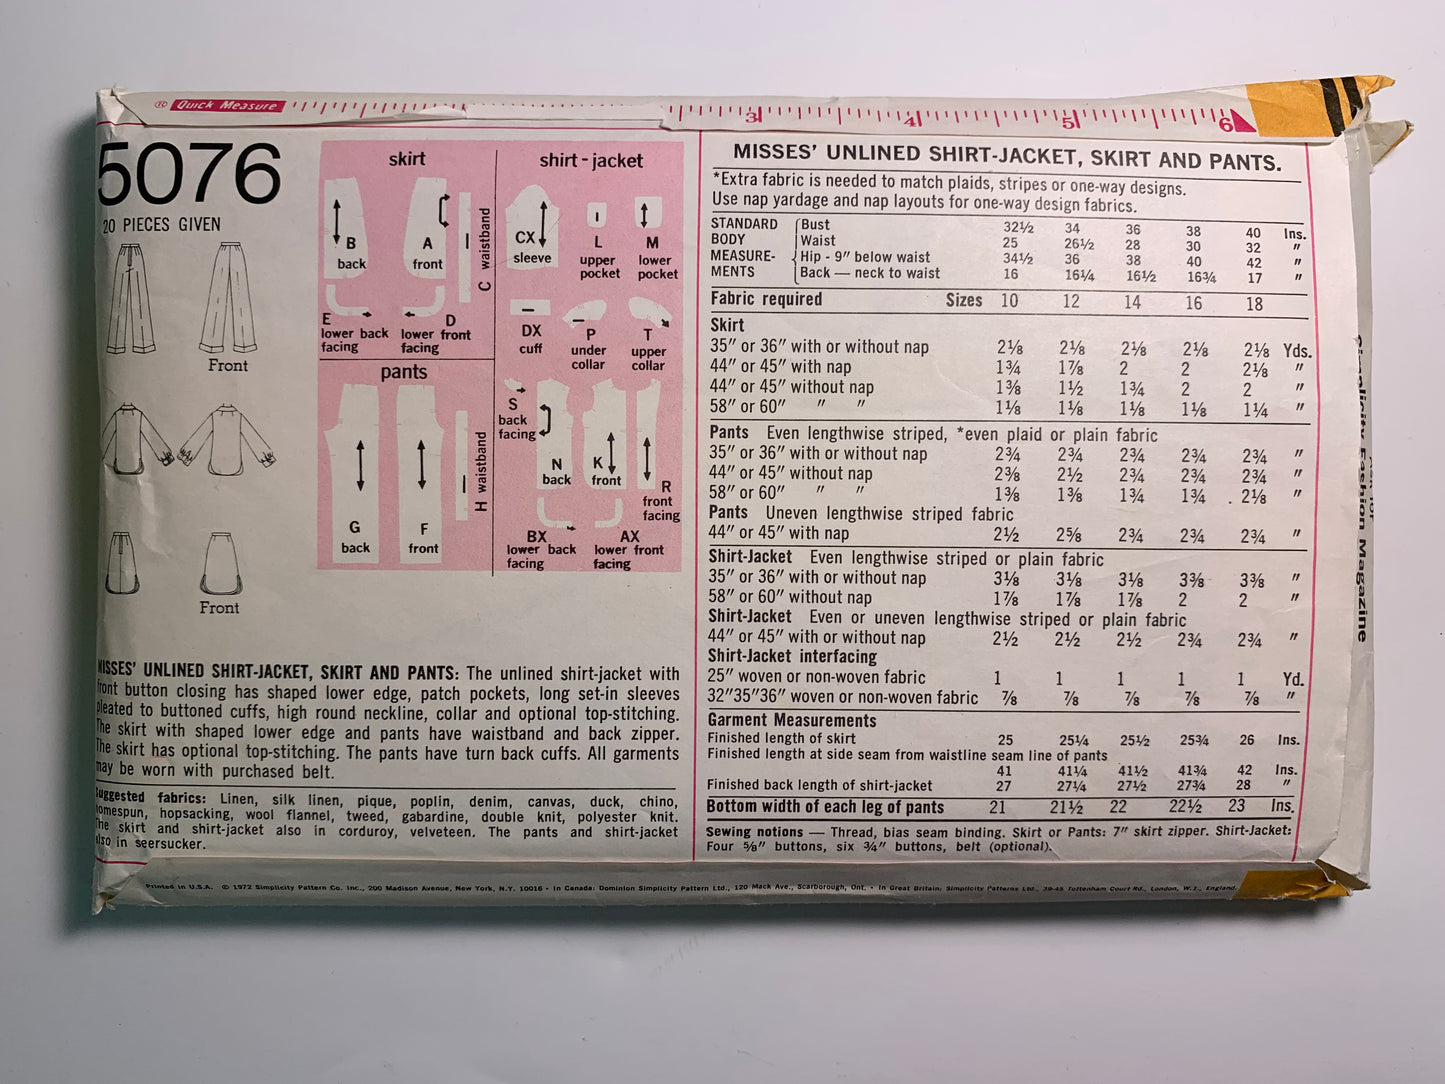 Quick Measure
3 4 5 6
5076
20 PIECES GIVEN
Front
Front
skirt
B
back
A
front
C waistband
E
lower back
facing
D
lower front
facing
pants
G
back
F
front
H waistband
shirt - jacket
CX
sleeve
L
upper
pocket
M
lower
pocket
DX
cuff
P
under
collar
T
upper
collar
S
back
facing
N
back
K
front
R
front
facing
BX
lower back
facing
AX
lower front
facing
MISSES' UNLINED SHIRT-JACKET, SKIRT AND PANTS: The unlined shirt-jacket with
front button closing has shaped lower edge, patch pockets, long set-in sleeves
pleated to buttoned cuffs, high round neckline, collar and optional top-stitching.
The skirt with shaped lower edge and pants have waistband and back zipper.
The skirt has optional top-stitching. The pants have turn back cuffs. All garments
may be worn with purchased belt.
Suggested fabrics: Linen, silk linen, pique, poplin, denim, canvas, duck, chino,
homespun, hopsacking, wool flannel, tweed, gabardine, double knit, polyester knit.
The skirt and shirt-jacket also in corduroy, velveteen. The pants and shirt-jacket
also in seersucker.
MISSES' UNLINED SHIRT-JACKET, SKIRT AND PANTS.
*Extra fabric is needed to match plaids, stripes or one-way designs.
Use nap yardage and nap layouts for one-way design fabrics.
STANDARD Bust 32½ 34 36 38 40 Ins.
BODY Waist 25 26½ 28 30 32 "
MEASURE- Hip - 9" below waist 34½ 36 38 40 42 "
MENTS Back — neck to waist 16 16¼ 16½ 16¾ 17 "
Fabric required Sizes 10 12 14 16 18
Skirt
35" or 36" with or without nap 2⅛ 2⅛ 2⅛ 2⅛ 2⅛ Yds.
44" or 45" with nap 1¾ 1⅞ 2 2 2⅛ "
44" or 45" without nap 1⅜ 1½ 1¾ 2 2 "
58" or 60" " " 1⅛ 1⅛ 1⅛ 1⅛ 1¼ "
Pants Even lengthwise striped, *even plaid or plain fabric
35" or 36" with or without nap 2¾ 2¾ 2¾ 2¾ 2¾ "
44" or 45" without nap 2⅜ 2½ 2¾ 2¾ 2¾ "
58" or 60" " " 1⅜ 1⅜ 1¾ 1¾ 2⅛ "
Pants Uneven lengthwise striped fabric
44" or 45" with nap 2½ 2⅝ 2¾ 2¾ 2¾ "
Shirt-Jacket Even lengthwise striped or plain fabric
35" or 36" with or without nap 3⅛ 3⅛ 3⅛ 3⅜ 3⅜ "
58" or 60" without nap 1⅞ 1⅞ 1⅞ 2 2 "
Shirt-Jacket Even or uneven lengthwise striped or plain fabric
44" or 45" with or without nap 2½ 2½ 2½ 2¾ 2¾ "
Shirt-Jacket interfacing
25" woven or non-woven fabric 1 1 1 1 1 Yd.
32"35"36" woven or non-woven fabric ⅞ ⅞ ⅞ ⅞ ⅞ "
Garment Measurements
Finished length of skirt 25 25¼ 25½ 25¾ 26 Ins.
Finished length at side seam from waistline seam line of pants
41 41¼ 41½ 41¾ 42 Ins.
Finished back length of shirt-jacket 27 27¼ 27½ 27¾ 28 "
Bottom width of each leg of pants 21 21½ 22 22½ 23 Ins.
Sewing notions — Thread, bias seam binding. Skirt or Pants: 7" skirt zipper. Shirt-Jacket:
Four ⅝" buttons, six ¾" buttons, belt (optional).
Printed in U.S.A. © 1972 Simplicity Pattern Co. Inc., 200 Madison Avenue, New York, N.Y. 10016 • In Canada: Dominion Simplicity Pattern Ltd., 120 Mack Ave., Scarborough, Ont. • In Great Britain: Simplicity Patterns Ltd., 39-45 Tottenham Court Rd., London, W.1., England.
Fashion Magazine